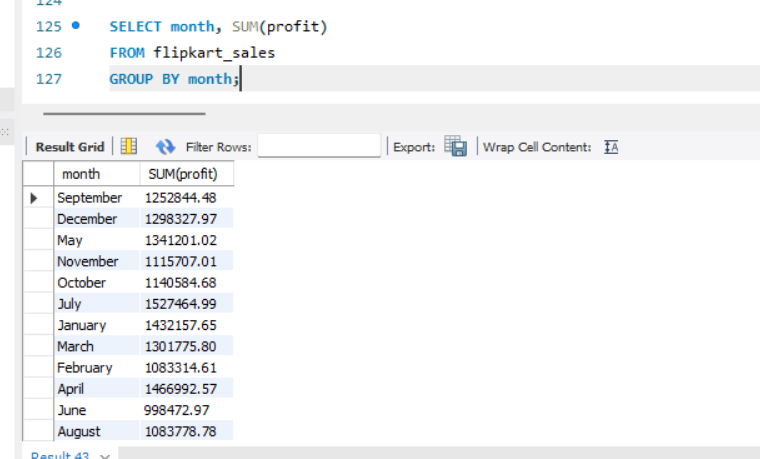 124
125 SELECT month, SUM(profit)
126 FROM flipkart_sales
127 GROUP BY month;
Result Grid Filter Rows: Export: Wrap Cell Content: IA
month SUM(profit)
September 1252844.48
December 1298327.97
May 1341201.02
November 1115707.01
October 1140584.68
July 1527464.99
January 1432157.65
March 1301775.80
February 1083314.61
April 1466992.57
June 998472.97
August 1083778.78
Result 43